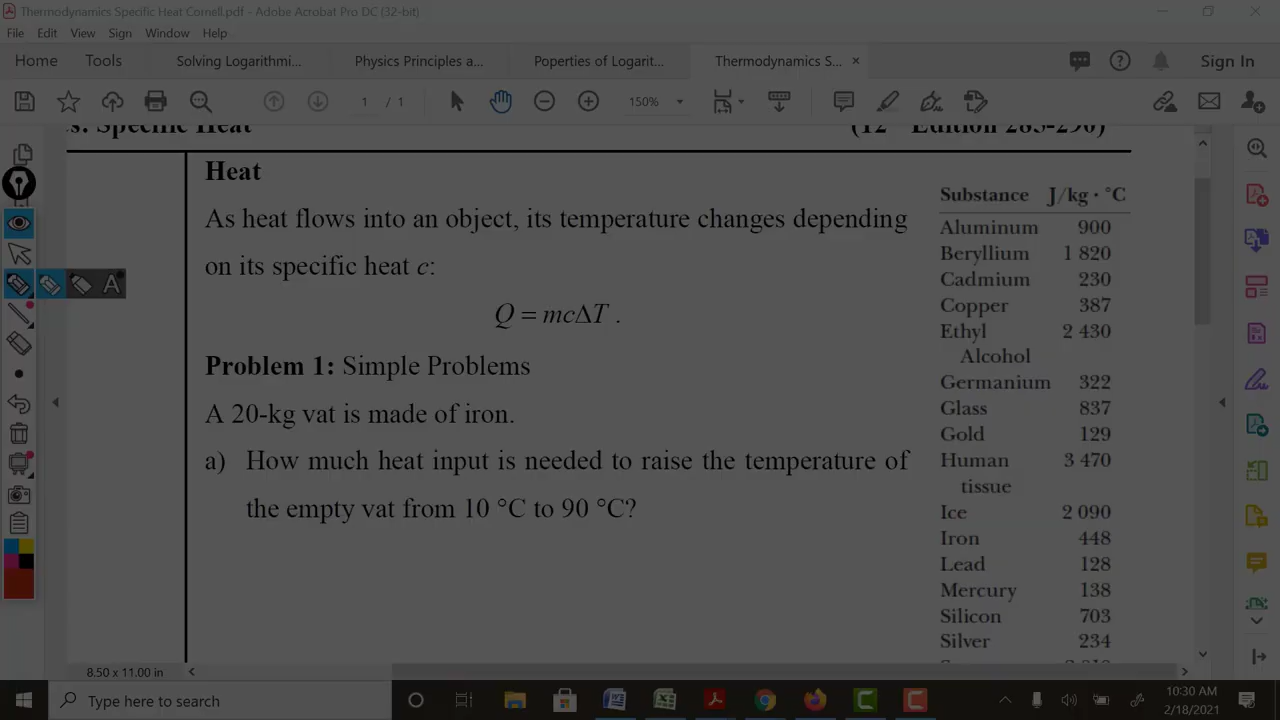 Thermodynamics Specific Heat Cornell.pdf - Adobe Acrobat Pro DC (32-bit)
File Edit View Sign Window Help
Home Tools Solving Logarithmi... Physics Principles a... Poperties of Logarit... Thermodynamics S... × Sign In
1 / 1 150%
s: Specific Heat (12 Edition 285-290)
Heat
As heat flows into an object, its temperature changes depending
on its specific heat c:
Q = mcΔT .
Problem 1: Simple Problems
A 20-kg vat is made of iron.
a) How much heat input is needed to raise the temperature of
the empty vat from 10 °C to 90 °C?
Substance J/kg · °C
Aluminum 900
Beryllium 1 820
Cadmium 230
Copper 387
Ethyl 2 430
Alcohol
Germanium 322
Glass 837
Gold 129
Human 3 470
tissue
Ice 2 090
Iron 448
Lead 128
Mercury 138
Silicon 703
Silver 234
A
8.50 x 11.00 in
Type here to search
10:30 AM
2/18/2021